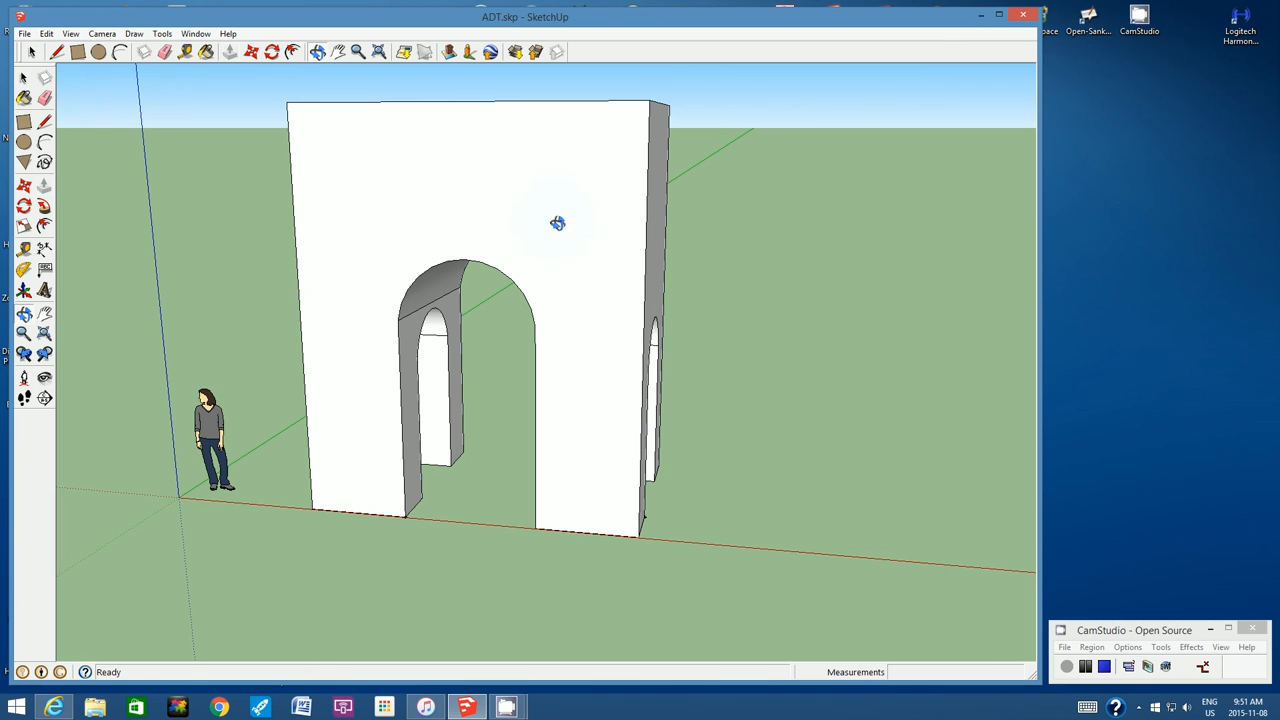 ADT.skp - SketchUp
File Edit View Camera Draw Tools Window Help
Open-Sank...
CamStudio
Logitech
Harmon...
ABC
CamStudio - Open Source
File Region Options Tools Effects View Help
Ready
Measurements
ENG
US
9:51 AM
2015-11-08